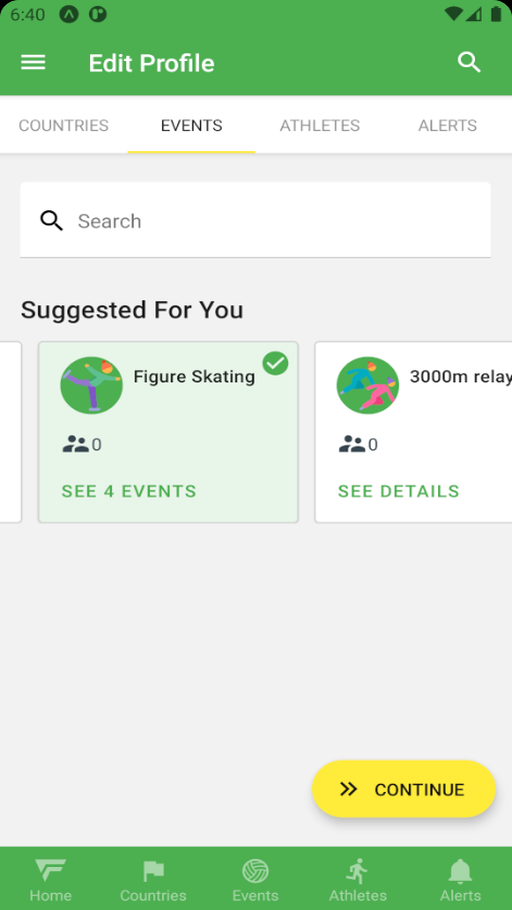 6:40
Edit Profile
COUNTRIES EVENTS ATHLETES ALERTS
Search
Suggested For You
Figure Skating
0
SEE 4 EVENTS
3000m relay
0
SEE DETAILS
CONTINUE
Home Countries Events Athletes Alerts